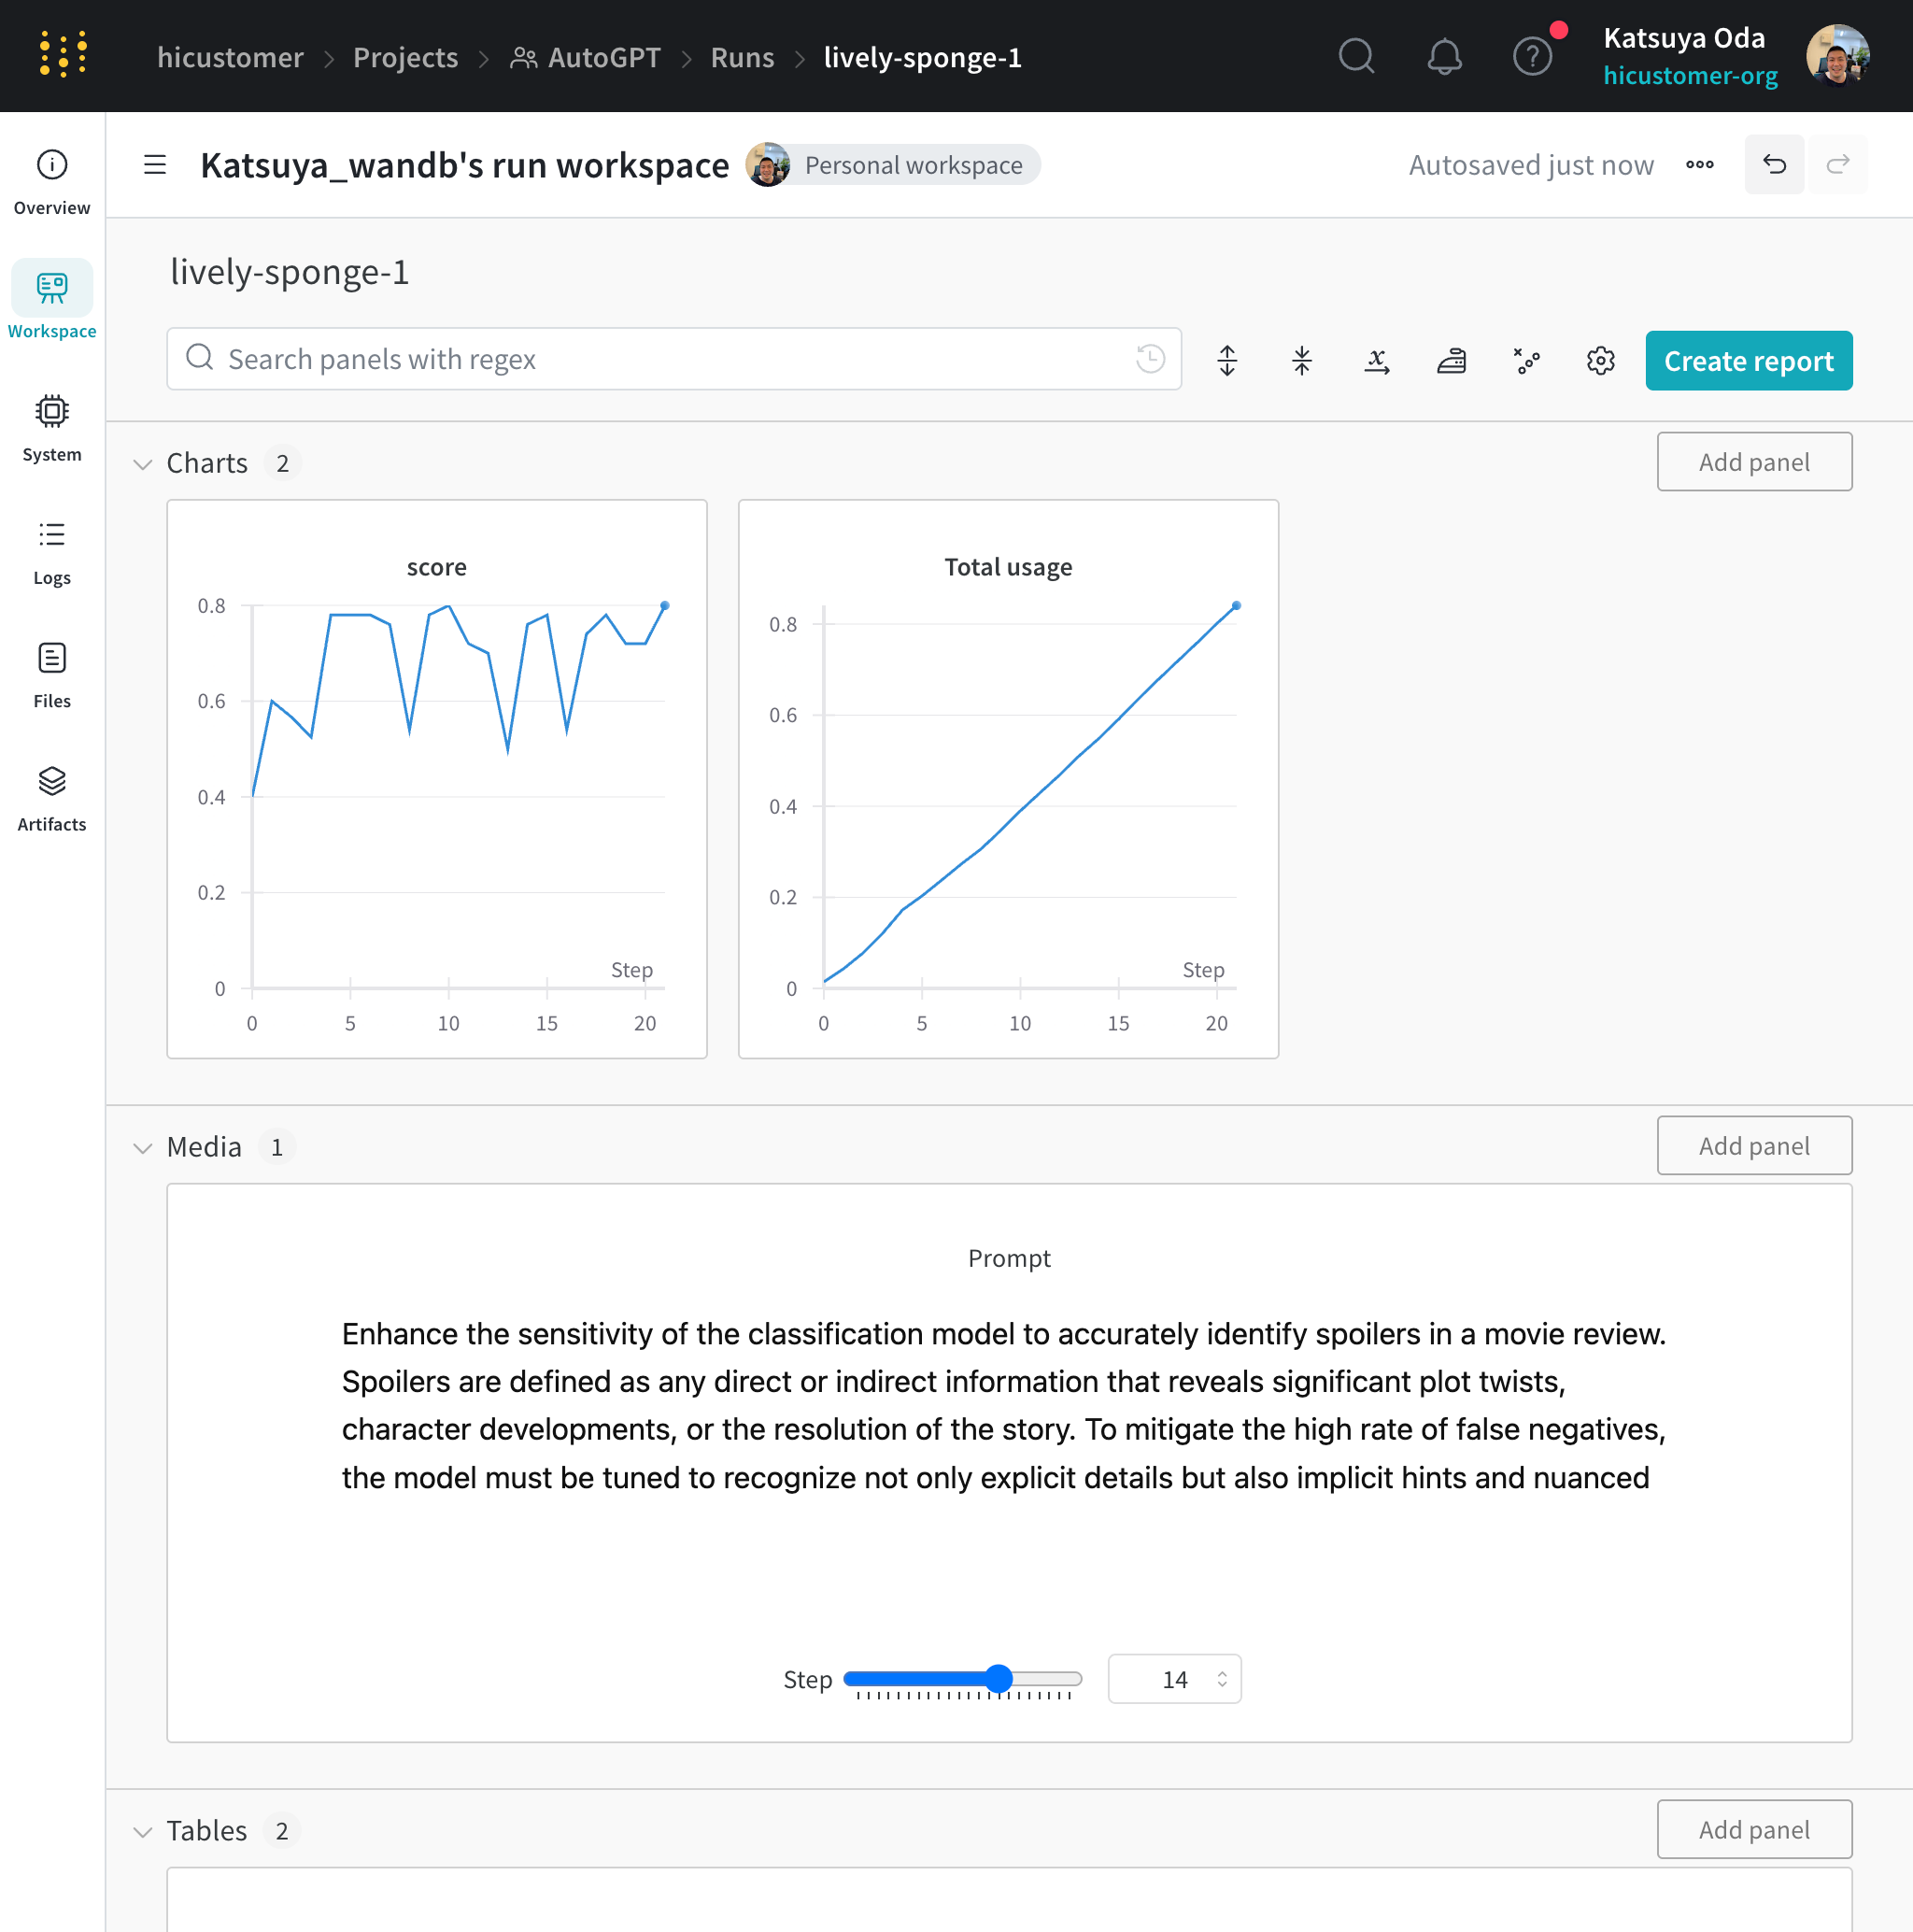 hicustomer > Projects > AutoGPT > Runs > lively-sponge-1
Katsuya Oda
hicustomer-org
Katsuya_wandb's run workspace
Personal workspace
Autosaved just now
Overview
Workspace
System
Logs
Files
Artifacts
lively-sponge-1
Search panels with regex
Create report
Charts 2
Add panel
score
0.8
0.6
0.4
0.2
0
Step
0 5 10 15 20
Total usage
0.8
0.6
0.4
0.2
0
Step
0 5 10 15 20
Media 1
Add panel
Prompt
Enhance the sensitivity of the classification model to accurately identify spoilers in a movie review.
Spoilers are defined as any direct or indirect information that reveals significant plot twists,
character developments, or the resolution of the story. To mitigate the high rate of false negatives,
the model must be tuned to recognize not only explicit details but also implicit hints and nuanced
Step 14
Tables 2
Add panel